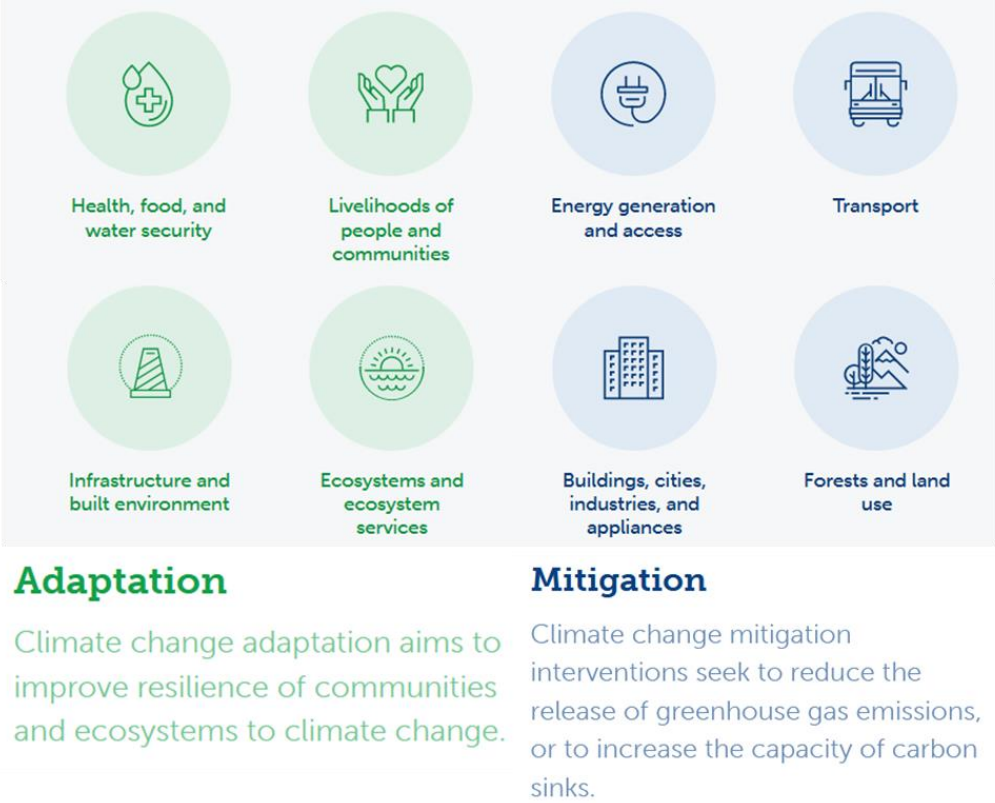 Health, food, and
water security
Livelihoods of
people and
communities
Energy generation
and access
Transport
Infrastructure and
built environment
Ecosystems and
ecosystem
services
Buildings, cities,
industries, and
appliances
Forests and land
use
Adaptation
Climate change adaptation aims to
improve resilience of communities
and ecosystems to climate change.
Mitigation
Climate change mitigation
interventions seek to reduce the
release of greenhouse gas emissions,
or to increase the capacity of carbon
sinks.